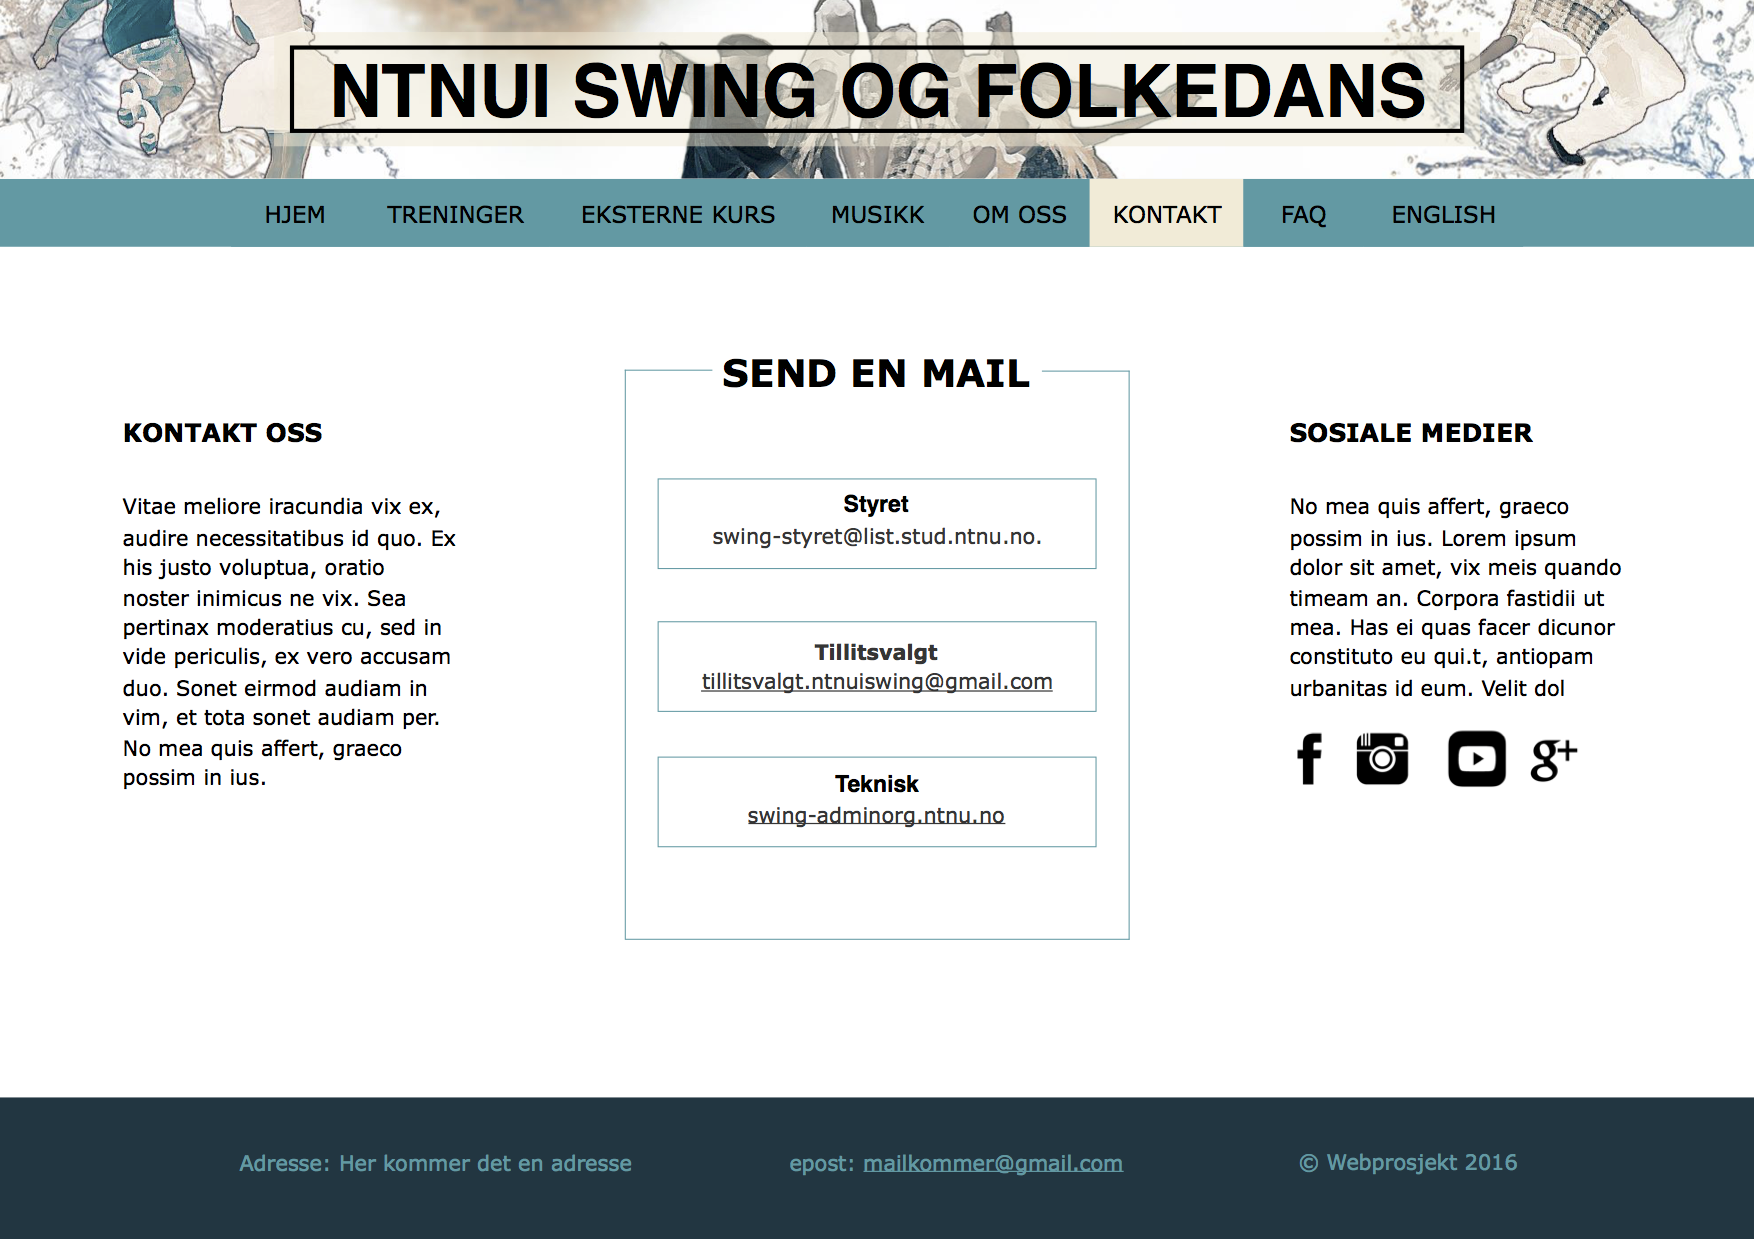 NTNUI SWING OG FOLKEDANS
HJEM TRENINGER EKSTERNE KURS MUSIKK OM OSS KONTAKT FAQ ENGLISH
KONTAKT OSS
Vitae meliore iracundia vix ex,
audire necessitatibus id quo. Ex
his justo voluptua, oratio
noster inimicus ne vix. Sea
pertinax moderatius cu, sed in
vide periculis, ex vero accusam
duo. Sonet eirmod audiam in
vim, et tota sonet audiam per.
No mea quis affert, graeco
possim in ius.
SEND EN MAIL
Styret
swing-styret@list.stud.ntnu.no.
Tillitsvalgt
tillitsvalgt.ntnuiswing@gmail.com
Teknisk
swing-adminorg.ntnu.no
SOSIALE MEDIER
No mea quis affert, graeco
possim in ius. Lorem ipsum
dolor sit amet, vix meis quando
timeam an. Corpora fastidii ut
mea. Has ei quas facer dicunor
constituto eu qui.t, antiopam
urbanitas id eum. Velit dol
f g+
Adresse: Her kommer det en adresse
epost: mailkommer@gmail.com
© Webprosjekt 2016